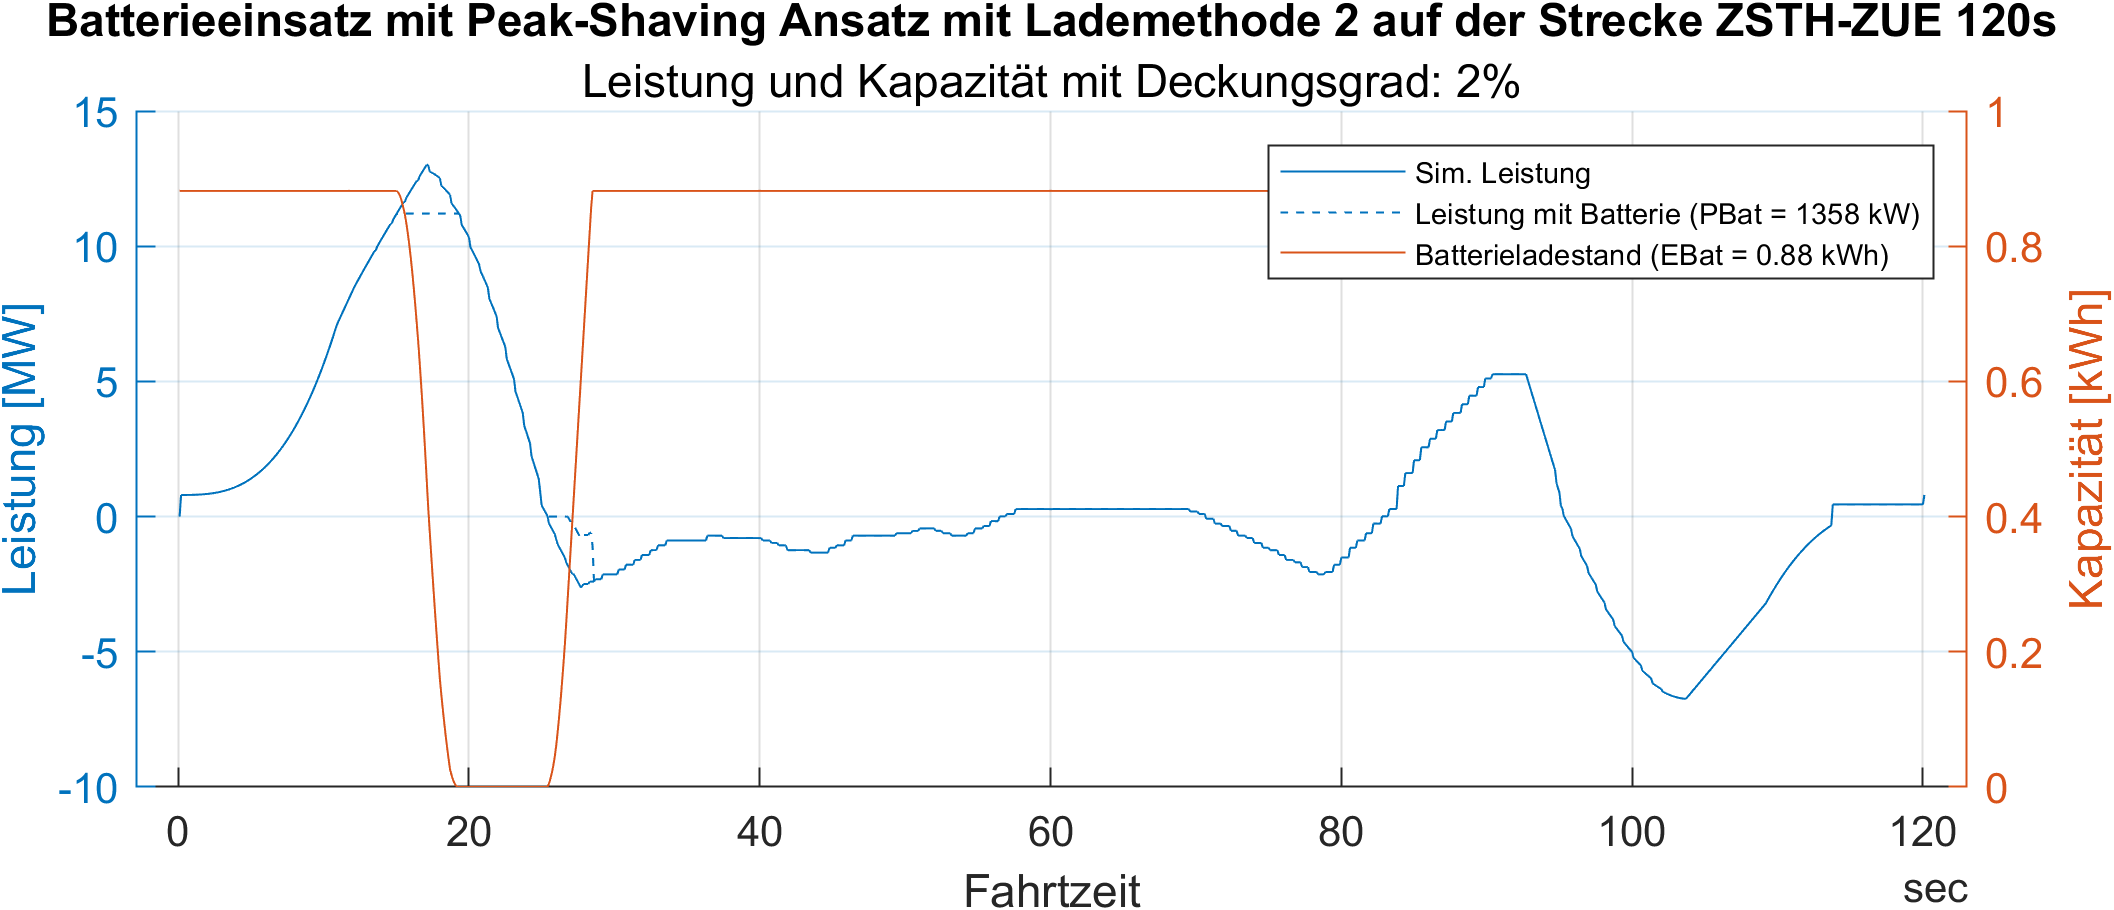 Batterieeinsatz mit Peak-Shaving Ansatz mit Lademethode 2 auf der Strecke ZSTH-ZUE 120s
Leistung und Kapazität mit Deckungsgrad: 2%
Leistung [MW]
15
10
5
0
-5
-10
Sim. Leistung
Leistung mit Batterie (PBat = 1358 kW)
Batterieladestand (EBat = 0.88 kWh)
1
0.8
0.6
0.4
0.2
0
Kapazität [kWh]
0 20 40 60 80 100 120
Fahrtzeit
sec